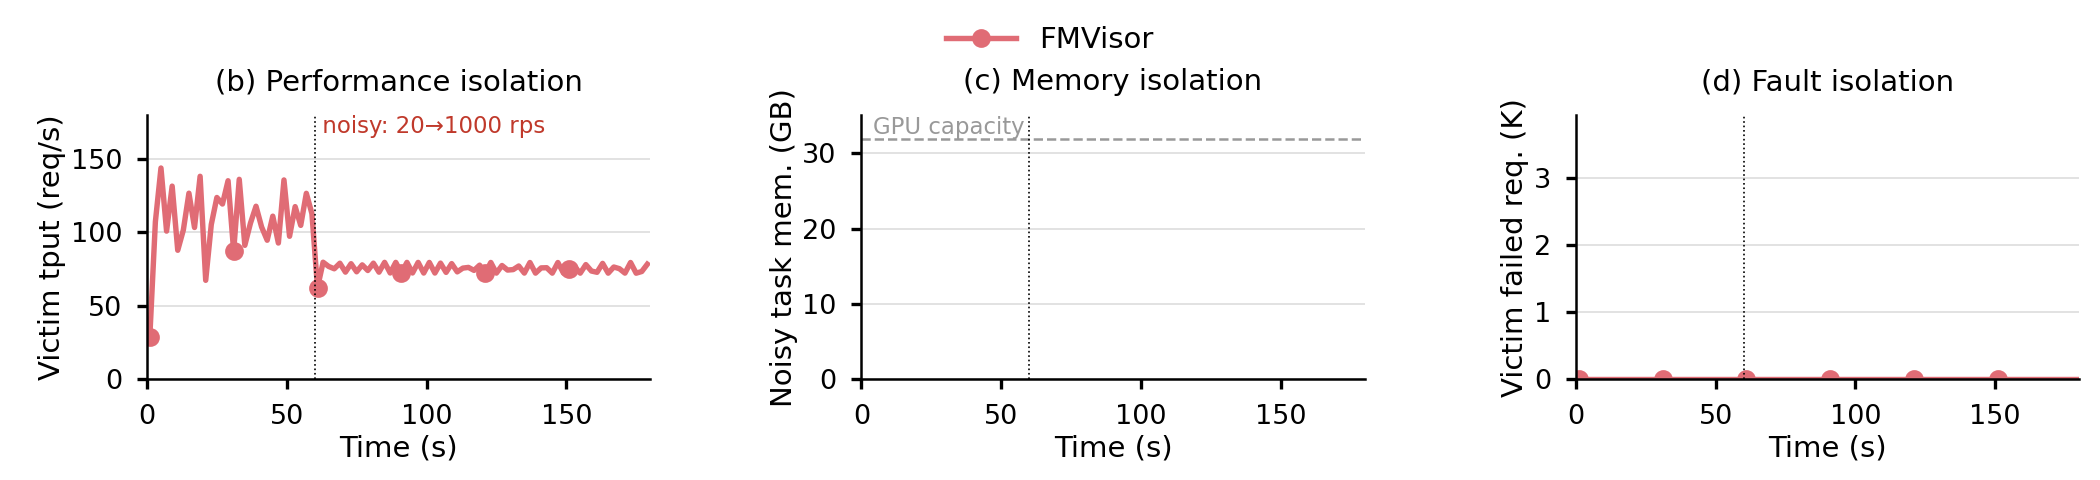 FMVisor
(b) Performance isolation
Victim tput (req/s)
150
100
50
0
noisy: 20→1000 rps
0 50 100 150
Time (s)
(c) Memory isolation
Noisy task mem. (GB)
30
20
10
0
GPU capacity
0 50 100 150
Time (s)
(d) Fault isolation
Victim failed req. (K)
3
2
1
0
0 50 100 150
Time (s)